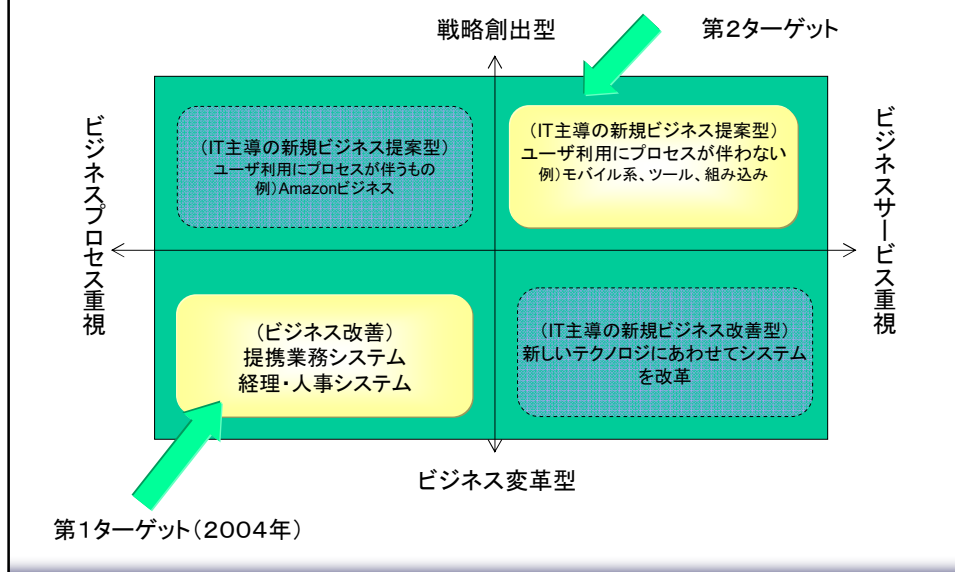 戦略創出型
第2ターゲット
ビジネスプロセス重視
(IT主導の新規ビジネス提案型)
ユーザ利用にプロセスが伴うもの
例)Amazonビジネス
(IT主導の新規ビジネス提案型)
ユーザ利用にプロセスが伴わない
例)モバイル系、ツール、組み込み
ビジネスサービス重視
(ビジネス改善)
提携業務システム
経理・人事システム
(IT主導の新規ビジネス改善型)
新しいテクノロジにあわせてシステム
を改革
ビジネス変革型
第1ターゲット(2004年)